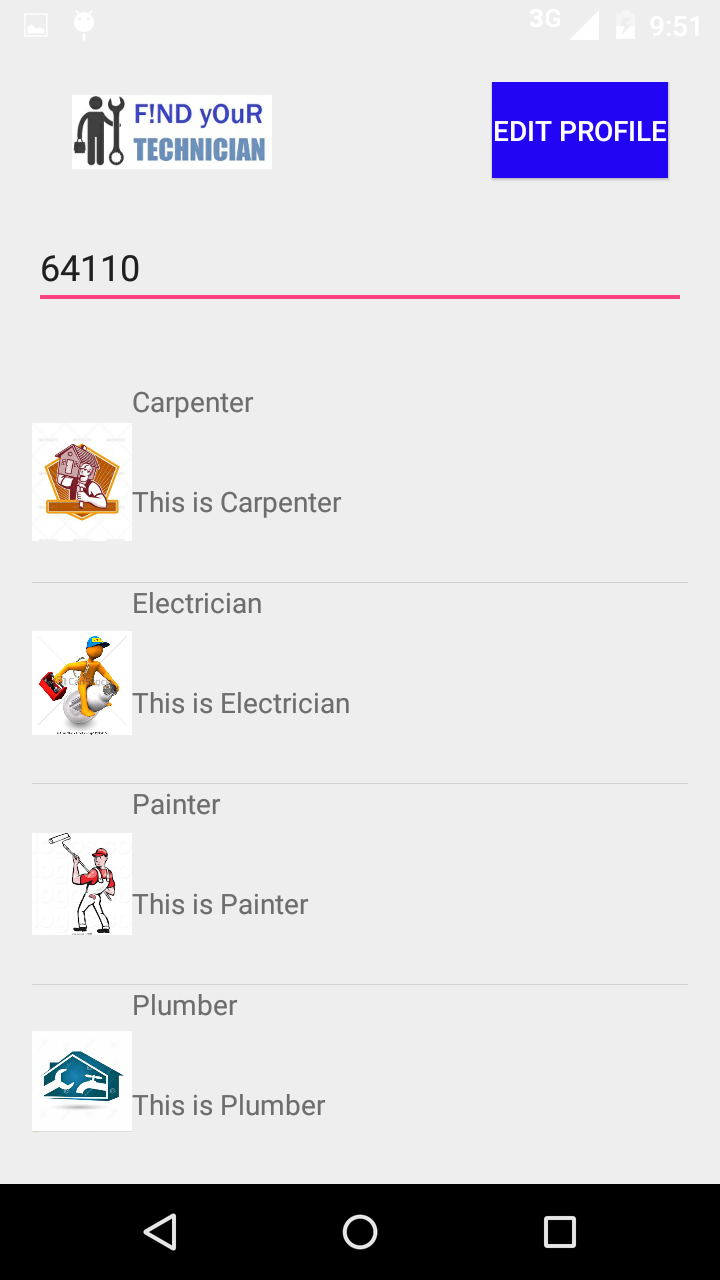 3G 9:51
F!ND yOuR
TECHNICIAN
EDIT PROFILE
64110
Carpenter
This is Carpenter
Electrician
This is Electrician
Painter
This is Painter
Plumber
This is Plumber